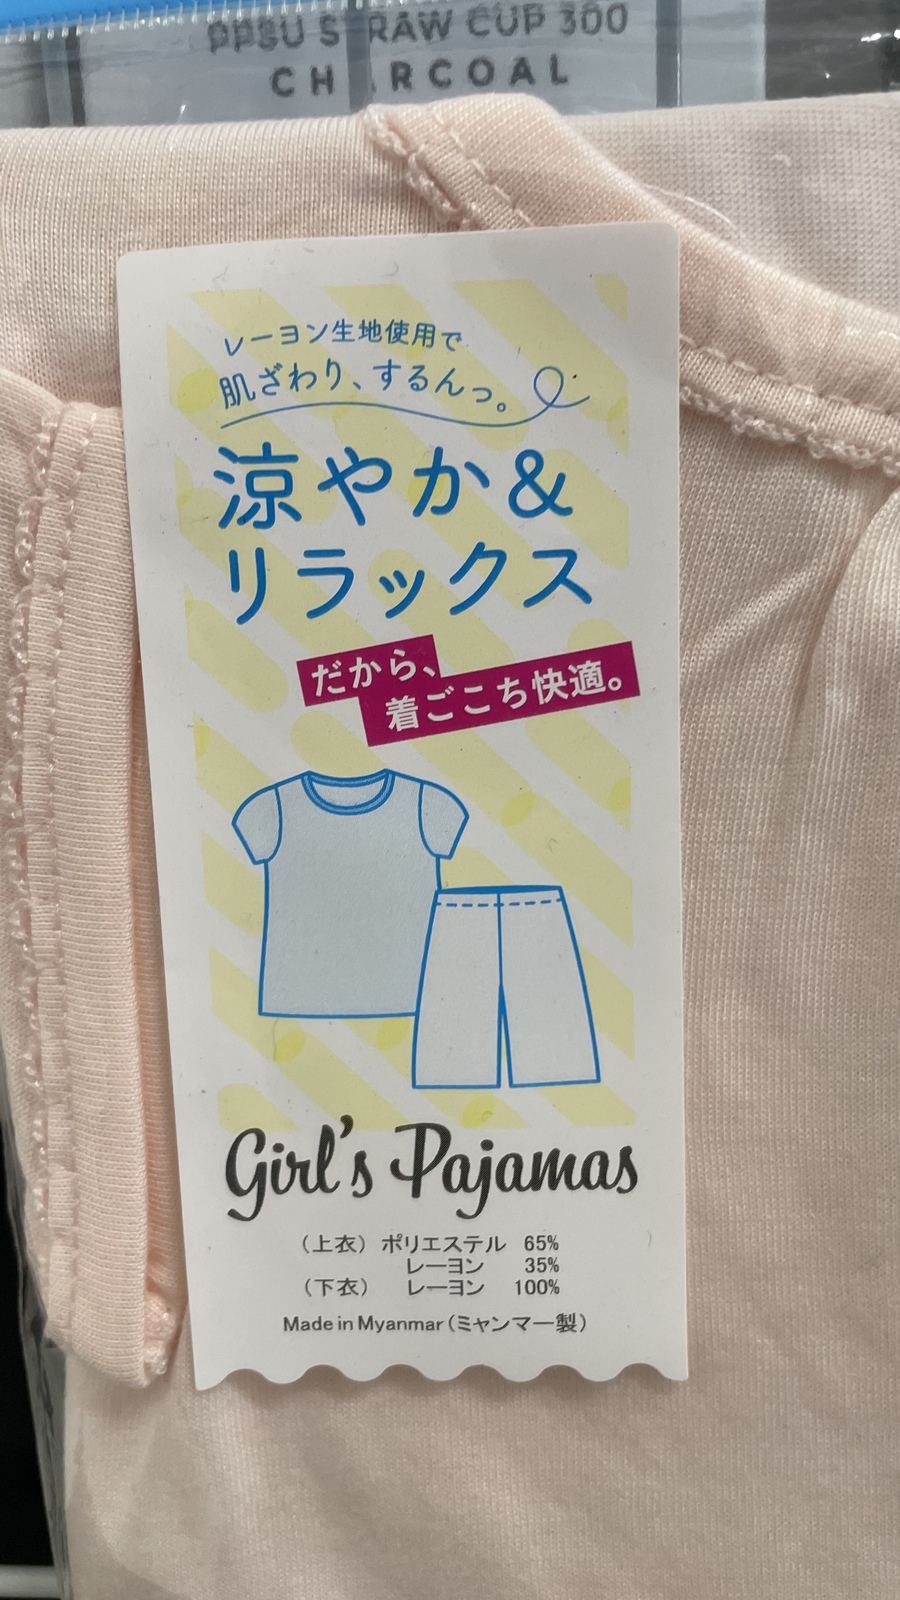 PPSU STRAW CUP 300
CHARCOAL
レーヨン生地使用で
肌ざわり、するんっ。
涼やか&
リラックス
だから、
着ごこち快適。
Girl's Pajamas
（上衣） ポリエステル 65%
レーヨン 35%
（下衣） レーヨン 100%
Made in Myanmar（ミャンマー製）